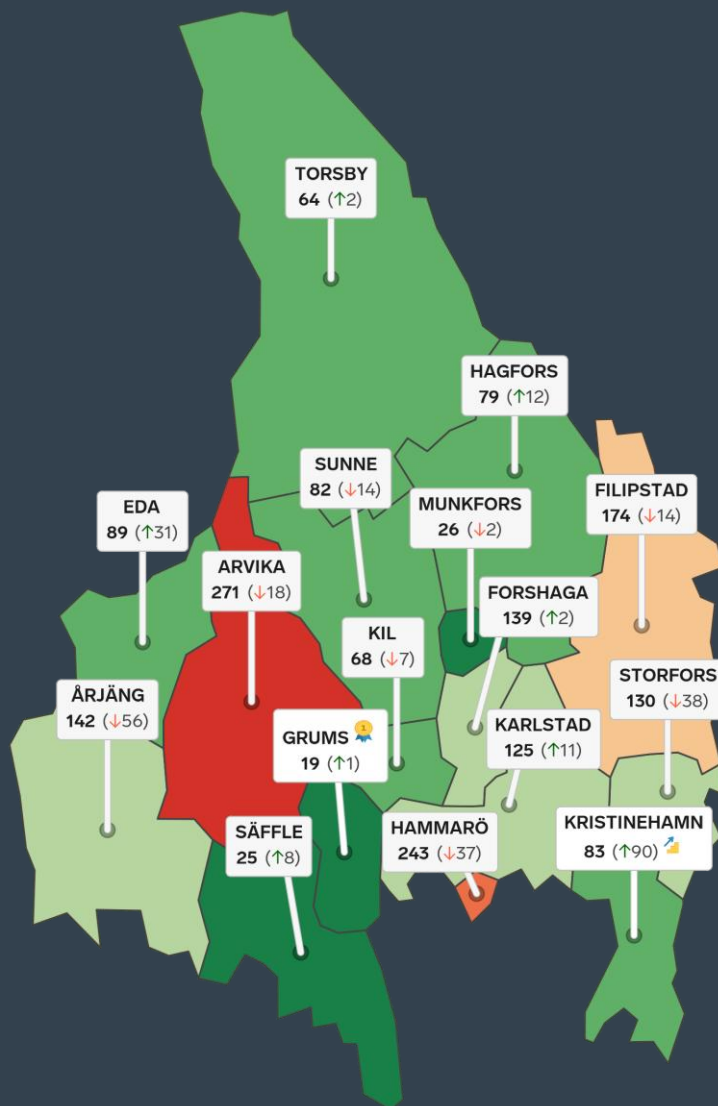 TORSBY
64 (↑2)
HAGFORS
79 (↑12)
SUNNE
82 (↓14)
MUNKFORS
26 (↓2)
FILIPSTAD
174 (↓14)
EDA
89 (↑31)
ARVIKA
271 (↓18)
FORSHAGA
139 (↑2)
KIL
68 (↓7)
STORFORS
130 (↓38)
ÅRJÄNG
142 (↓56)
GRUMS
19 (↑1)
KARLSTAD
125 (↑11)
SÄFFLE
25 (↑8)
HAMMARÖ
243 (↓37)
KRISTINEHAMN
83 (↑90)